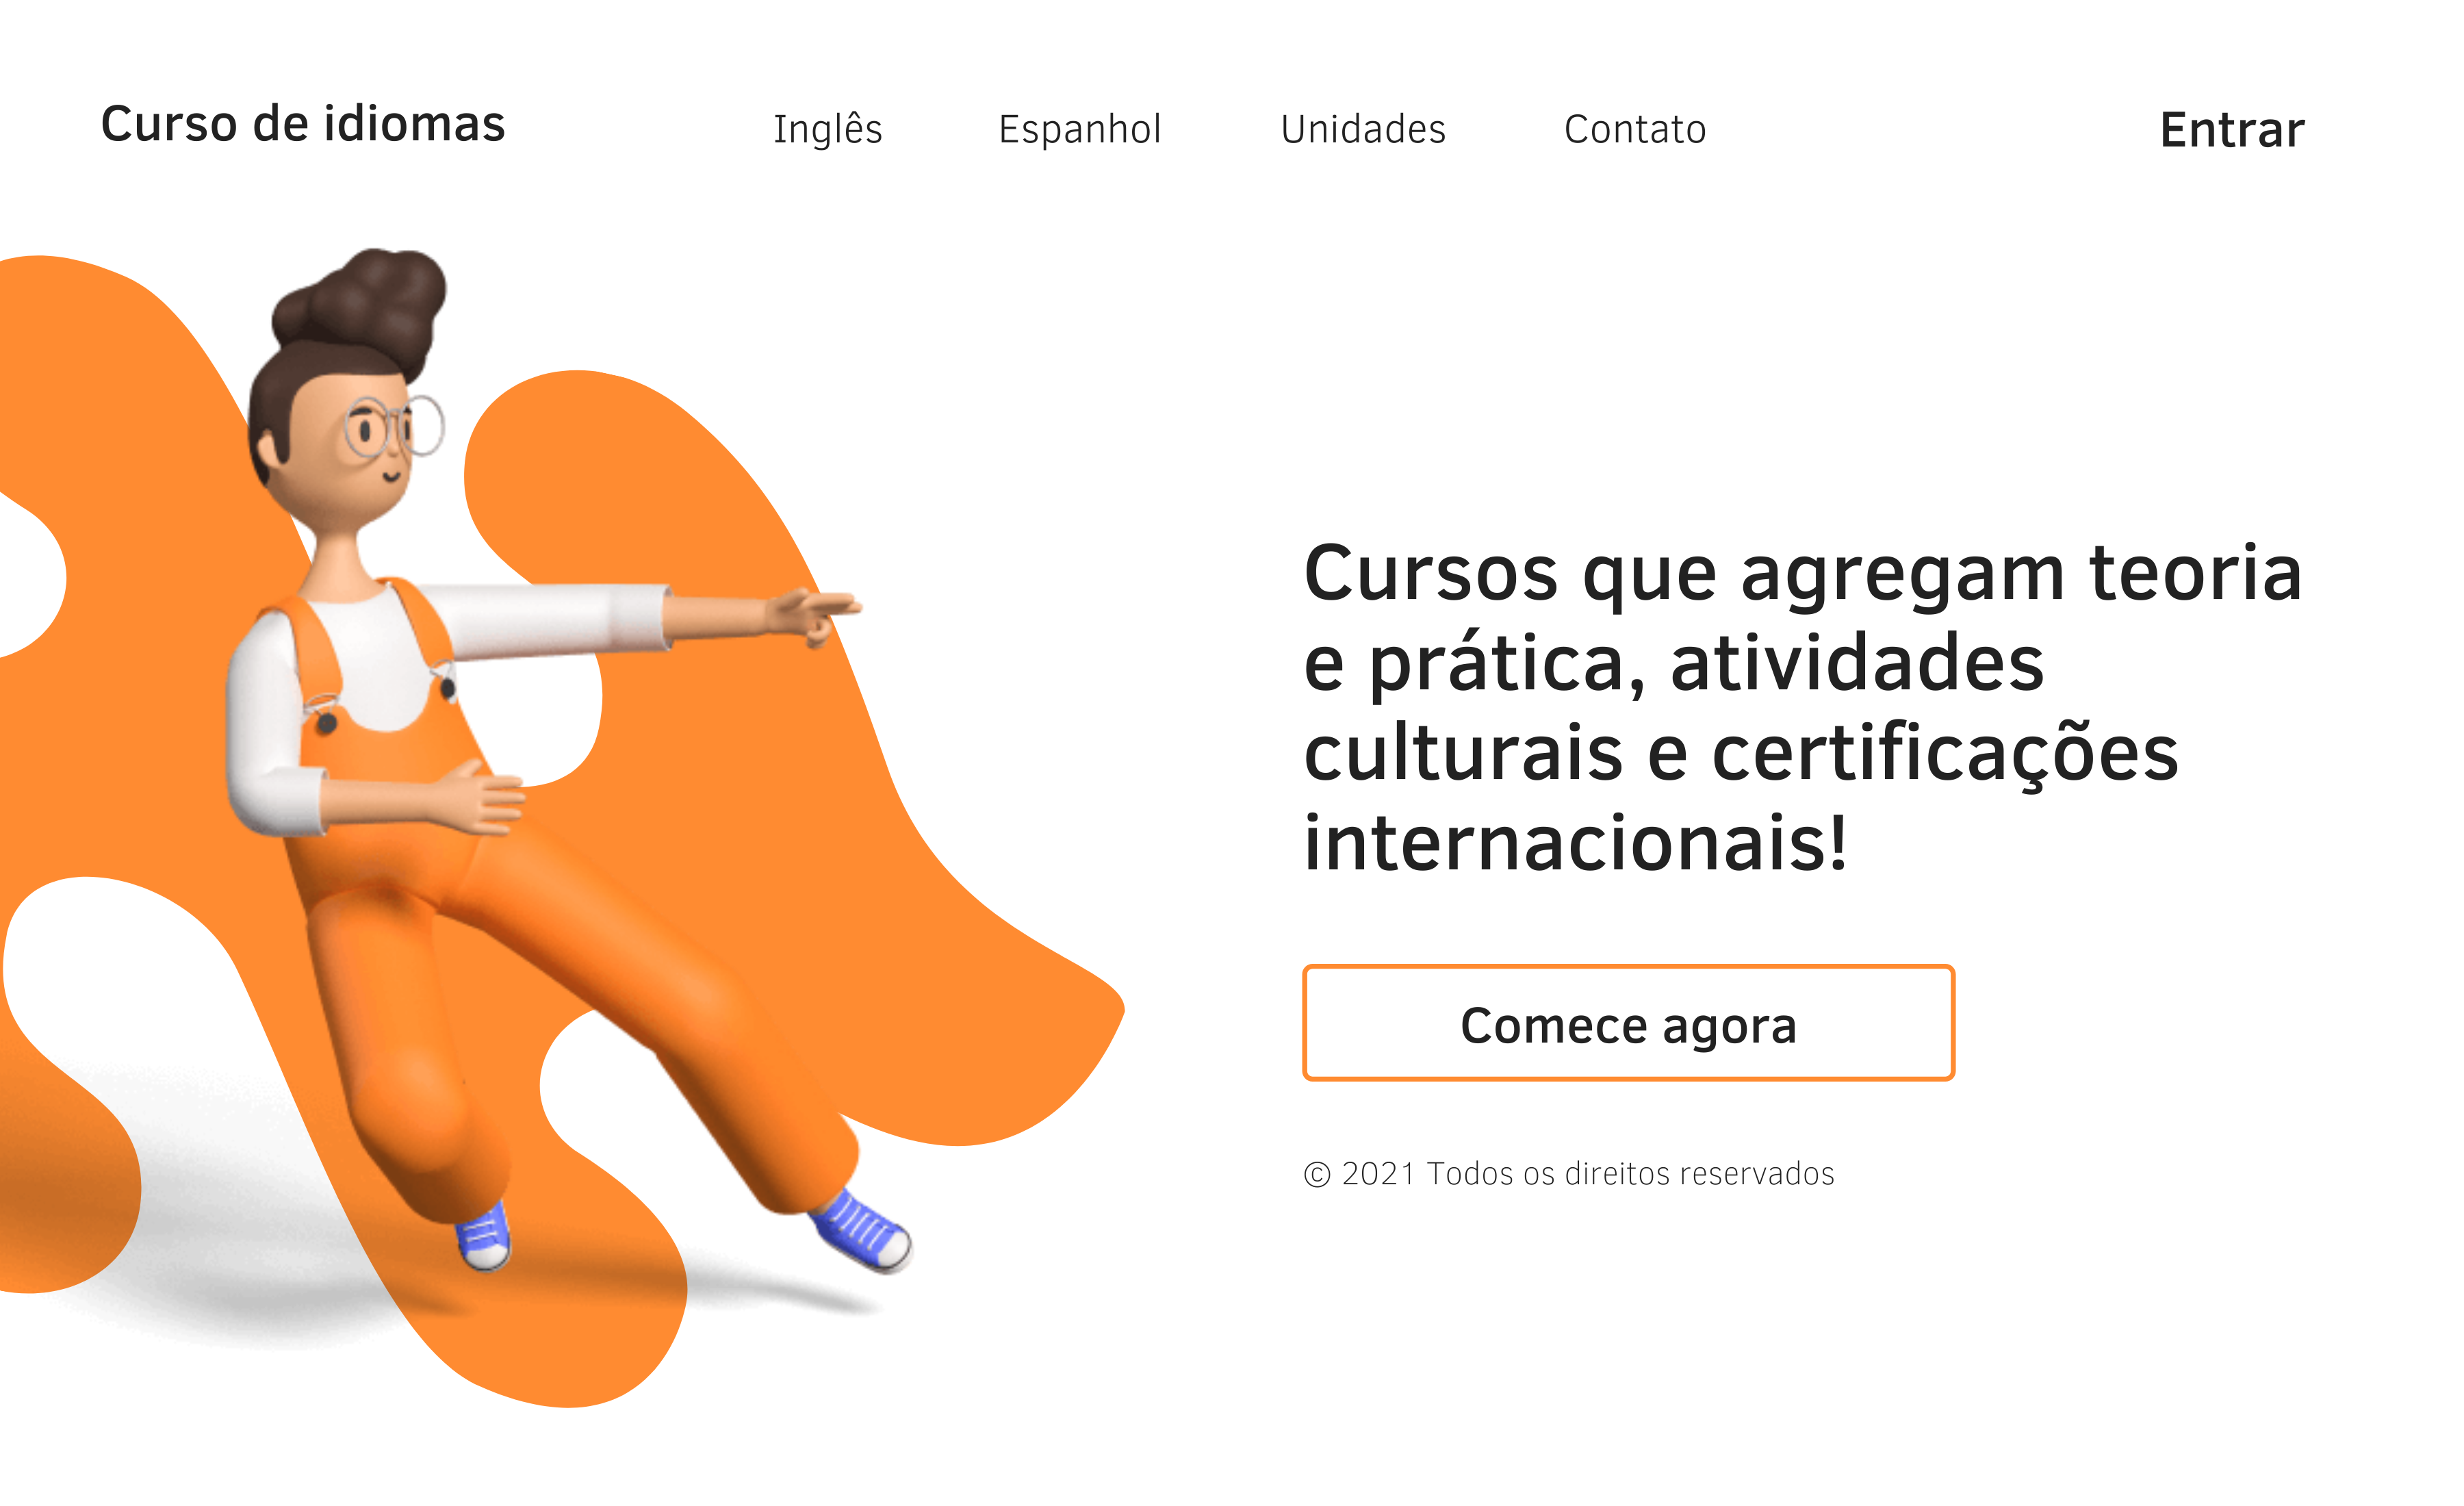 Curso de idiomas
Inglês
Espanhol
Unidades
Contato
Entrar
Cursos que agregam teoria
e prática, atividades
culturais e certificações
internacionais!
Comece agora
© 2021 Todos os direitos reservados